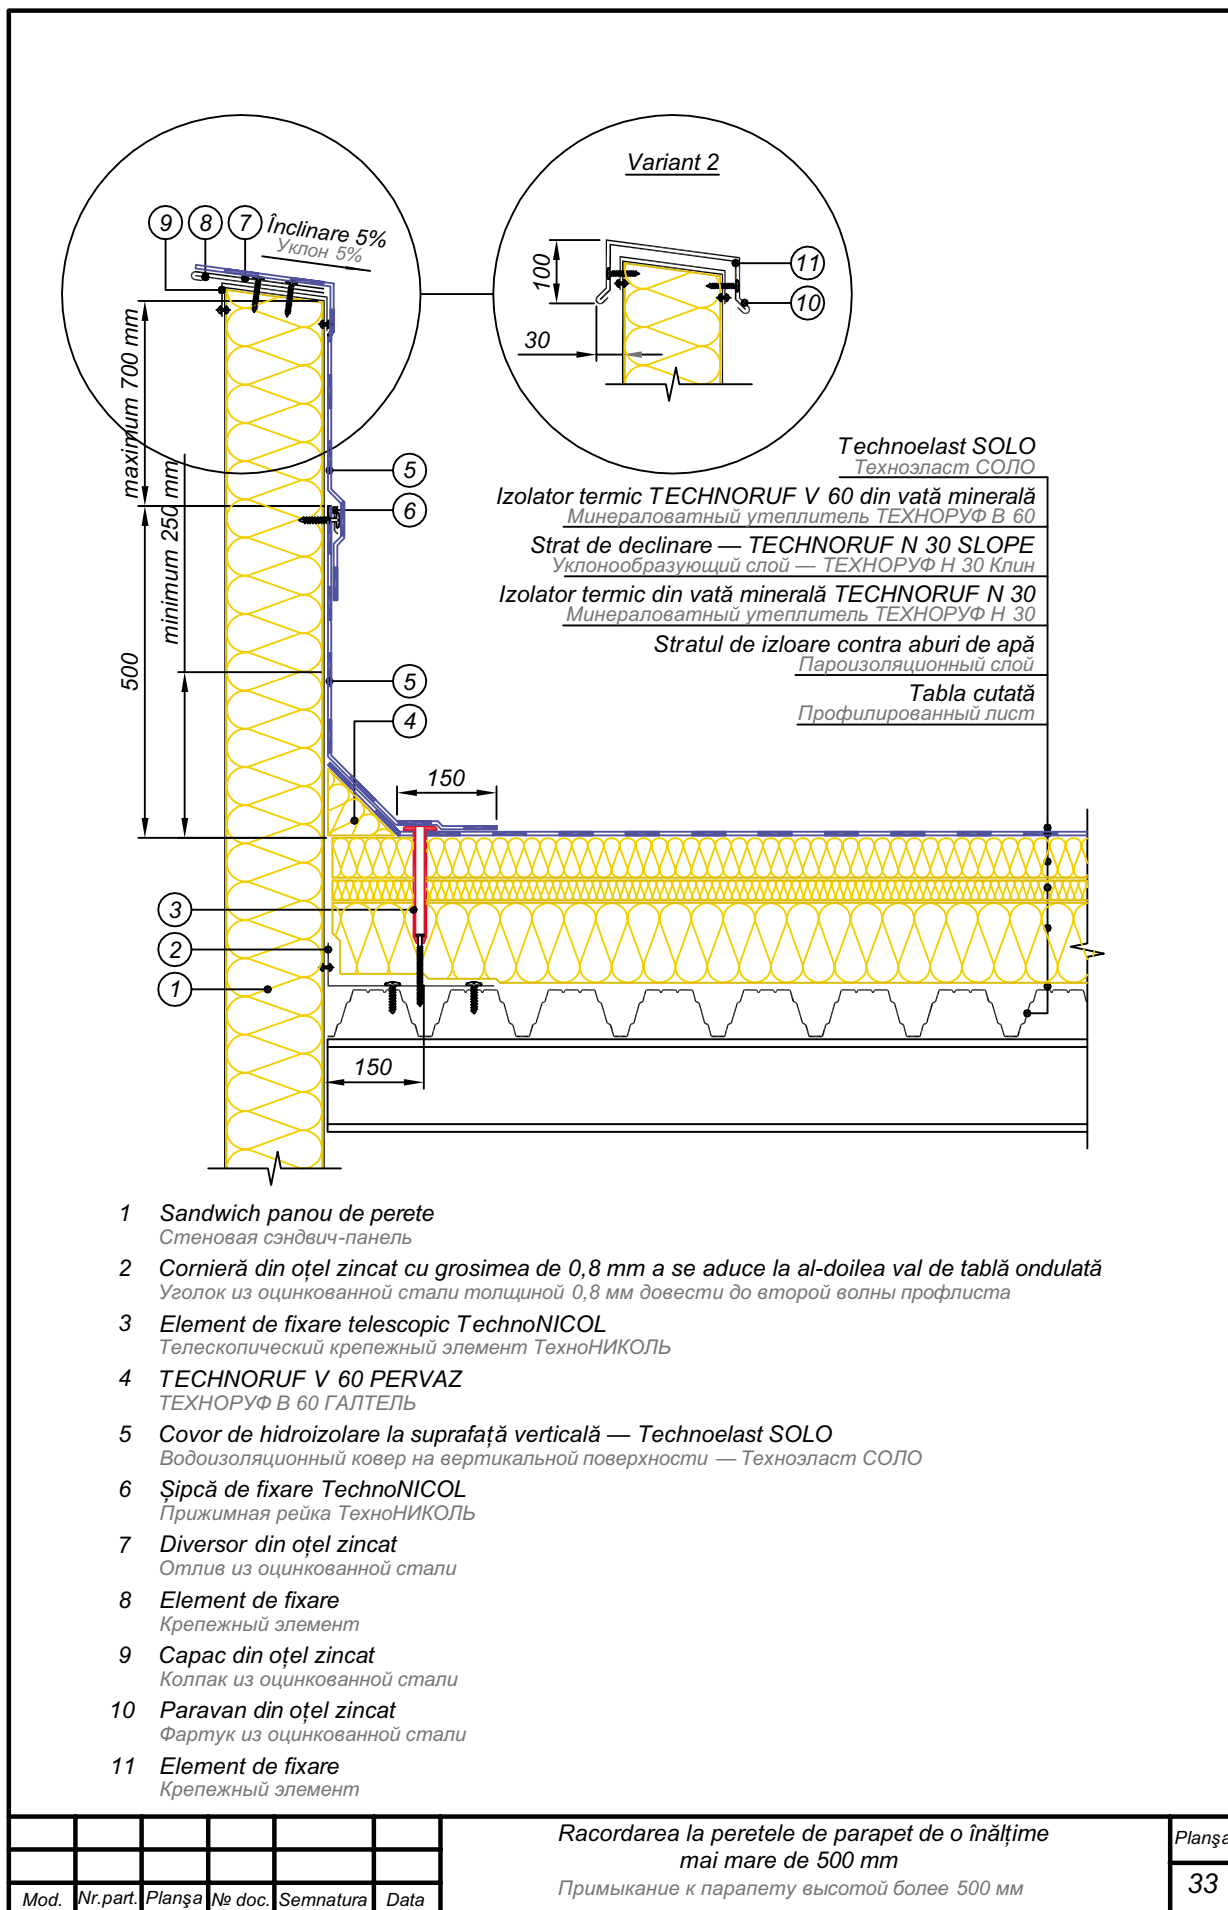 Variant 2
9
8
7
Înclinare 5%
Уклон 5%
100
11
10
30
maximum 700 mm
minimum 250 mm
500
5
6
5
4
150
Technoelast SOLO
Техноэласт СОЛО
Izolator termic TECHNORUF V 60 din vată minerală
Минераловатный утеплитель ТЕХНОРУФ В 60
Strat de declinare — TECHNORUF N 30 SLOPE
Уклонообразующий слой — ТЕХНОРУФ Н 30 Клин
Izolator termic din vată minerală TECHNORUF N 30
Минераловатный утеплитель ТЕХНОРУФ Н 30
Stratul de izloare contra aburi de apă
Пароизоляционный слой
Tabla cutată
Профилированный лист
3
2
1
150
1 Sandwich panou de perete
Стеновая сэндвич-панель
2 Cornieră din oțel zincat cu grosimea de 0,8 mm a se aduce la al-doilea val de tablă ondulată
Уголок из оцинкованной стали толщиной 0,8 мм довести до второй волны профлиста
3 Element de fixare telescopic TechnoNICOL
Телескопический крепежный элемент ТехноНИКОЛЬ
4 TECHNORUF V 60 PERVAZ
ТЕХНОРУФ В 60 ГАЛТЕЛЬ
5 Covor de hidroizolare la suprafață verticală — Technoelast SOLO
Водоизоляционный ковер на вертикальной поверхности — Техноэласт СОЛО
6 Șipcă de fixare TechnoNICOL
Прижимная рейка ТехноНИКОЛЬ
7 Diversor din oțel zincat
Отлив из оцинкованной стали
8 Element de fixare
Крепежный элемент
9 Capac din oțel zincat
Колпак из оцинкованной стали
10 Paravan din oțel zincat
Фартук из оцинкованной стали
11 Element de fixare
Крепежный элемент
Mod. Nr.part. Planșa № doc. Semnatura Data
Racordarea la peretele de parapet de o înălțime
mai mare de 500 mm
Примыкание к парапету высотой более 500 мм
Planșa
33